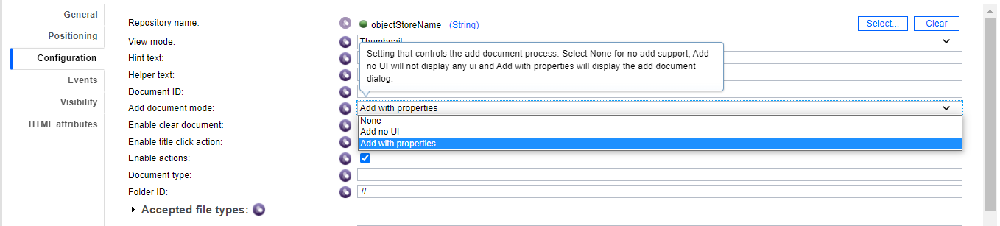 General
Positioning
Configuration
Events
Visibility
HTML attributes
Repository name: objectStoreName (String) Select... Clear
View mode: Thumbnail
Hint text:
Setting that controls the add document process. Select None for no add support, Add
no UI will not display any ui and Add with properties will display the add document
dialog.
Helper text:
Document ID:
Add document mode: Add with properties
None
Add no UI
Add with properties
Enable clear document:
Enable title click action:
Enable actions:
Document type:
Folder ID: //
Accepted file types: